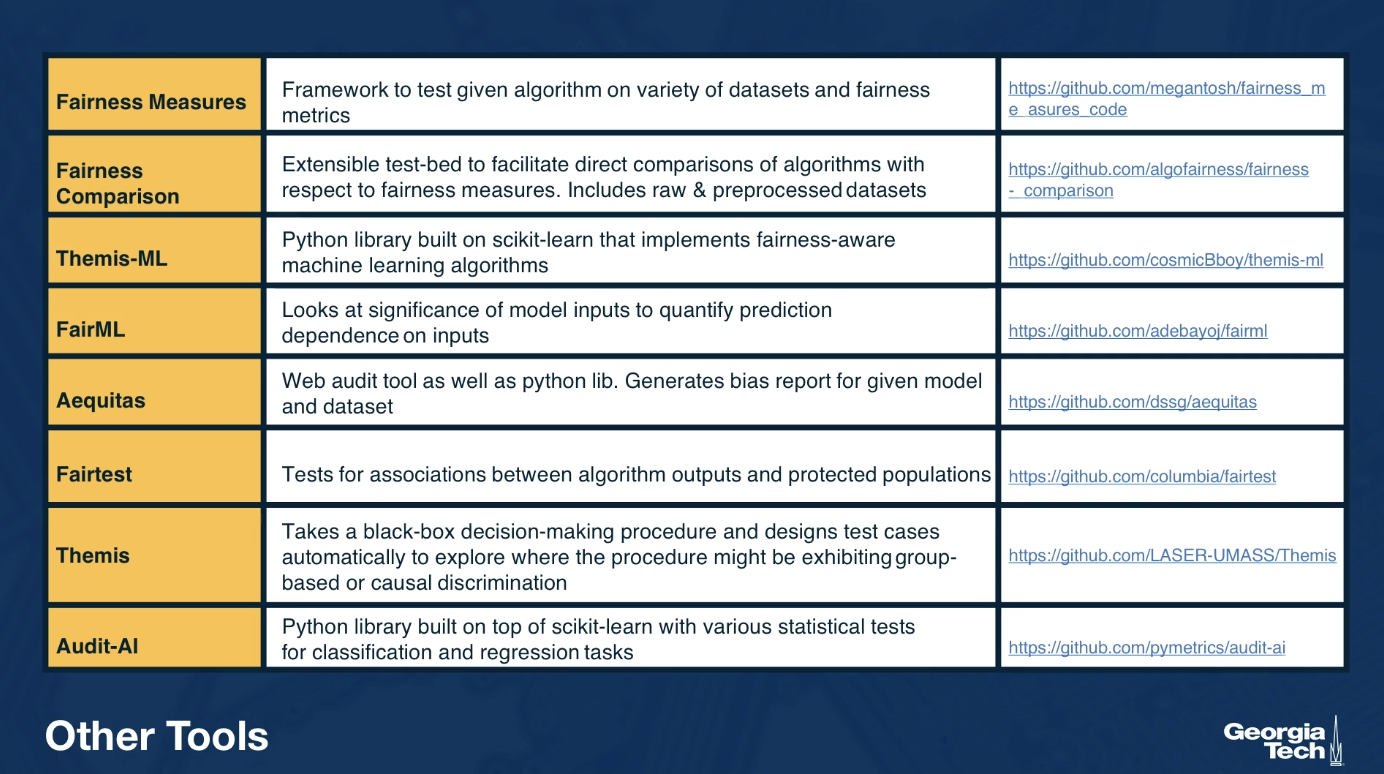 Fairness Measures
Framework to test given algorithm on variety of datasets and fairness
metrics
https://github.com/megantosh/fairness_m
e_asures_code
Fairness
Comparison
Extensible test-bed to facilitate direct comparisons of algorithms with
respect to fairness measures. Includes raw & preprocessed datasets
https://github.com/algofairness/fairness
-_comparison
Themis-ML
Python library built on scikit-learn that implements fairness-aware
machine learning algorithms
https://github.com/cosmicBboy/themis-ml
FairML
Looks at significance of model inputs to quantify prediction
dependence on inputs
https://github.com/adebayoj/fairml
Aequitas
Web audit tool as well as python lib. Generates bias report for given model
and dataset
https://github.com/dssg/aequitas
Fairtest
Tests for associations between algorithm outputs and protected populations
https://github.com/columbia/fairtest
Themis
Takes a black-box decision-making procedure and designs test cases
automatically to explore where the procedure might be exhibiting group-
based or causal discrimination
https://github.com/LASER-UMASS/Themis
Audit-AI
Python library built on top of scikit-learn with various statistical tests
for classification and regression tasks
https://github.com/pymetrics/audit-ai
Other Tools
Georgia
Tech